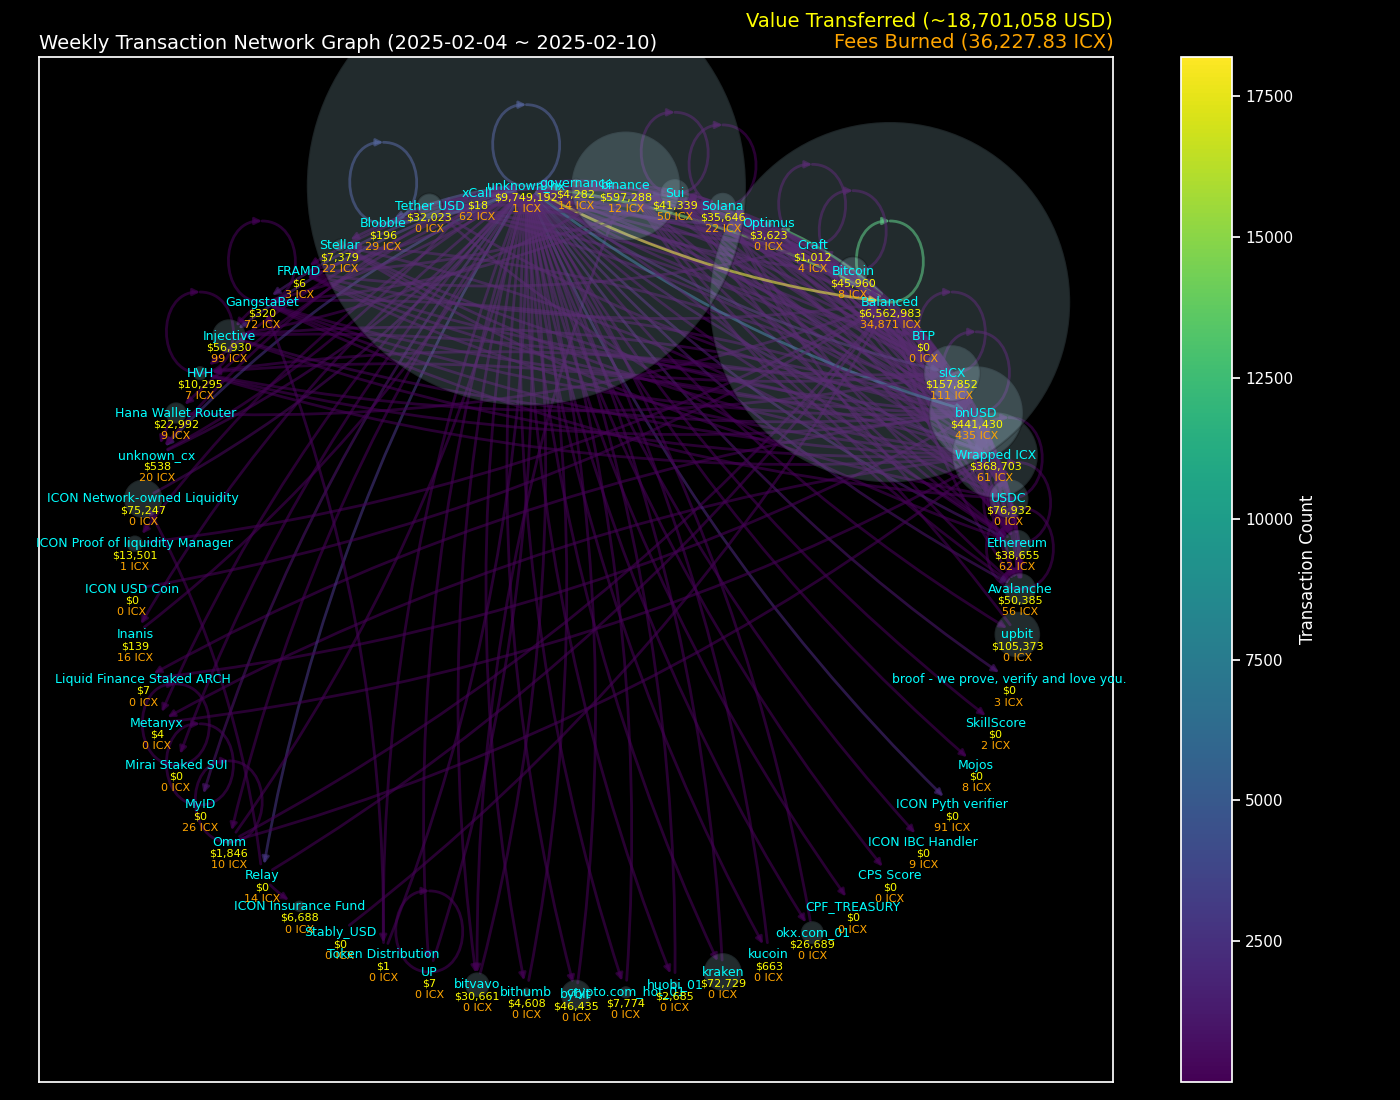 Value Transferred (~18,701,058 USD)
Weekly Transaction Network Graph (2025-02-04 ~ 2025-02-10)
Fees Burned (36,227.83 ICX)
unknown_hx
$9,749,192
1 ICX
governance
$4,282
14 ICX
binance
$597,288
12 ICX
Sui
$41,339
50 ICX
Solana
$35,646
22 ICX
Optimus
$3,623
0 ICX
Craft
$1,012
4 ICX
Bitcoin
$45,960
8 ICX
Balanced
$6,562,983
34,871 ICX
BTP
$0
0 ICX
sICX
$157,852
111 ICX
bnUSD
$441,430
435 ICX
Wrapped ICX
$368,703
61 ICX
USDC
$76,932
0 ICX
Ethereum
$38,655
62 ICX
Avalanche
$50,385
56 ICX
upbit
$105,373
0 ICX
broof - we prove, verify and love you.
$0
3 ICX
SkillScore
$0
2 ICX
Mojos
$0
8 ICX
ICON Pyth verifier
$0
91 ICX
ICON IBC Handler
$0
9 ICX
CPS Score
$0
0 ICX
CPF_TREASURY
$0
0 ICX
okx.com_01
$26,689
0 ICX
kucoin
$663
0 ICX
kraken
$72,729
0 ICX
huobi_01
$2,685
0 ICX
crypto.com_hot_01
$7,774
0 ICX
bybit
$46,435
0 ICX
bithumb
$4,608
0 ICX
bitvavo
$30,661
0 ICX
UP
$7
0 ICX
Token Distribution
$1
0 ICX
Stably_USD
$0
0 ICX
ICON Insurance Fund
$6,688
0 ICX
Relay
$0
14 ICX
Omm
$1,846
10 ICX
MyID
$0
26 ICX
Mirai Staked SUI
$0
0 ICX
Metanyx
$4
0 ICX
Liquid Finance Staked ARCH
$7
0 ICX
Inanis
$139
16 ICX
ICON USD Coin
$0
0 ICX
ICON Proof of liquidity Manager
$13,501
1 ICX
ICON Network-owned Liquidity
$75,247
0 ICX
unknown_cx
$538
20 ICX
Hana Wallet Router
$22,992
9 ICX
HVH
$10,295
7 ICX
Injective
$56,930
99 ICX
GangstaBet
$320
72 ICX
FRAMD
$6
3 ICX
Stellar
$7,379
22 ICX
Blobble
$196
29 ICX
Tether USD
$32,023
0 ICX
xCall
$18
62 ICX
17500
15000
12500
10000
7500
5000
2500
Transaction Count